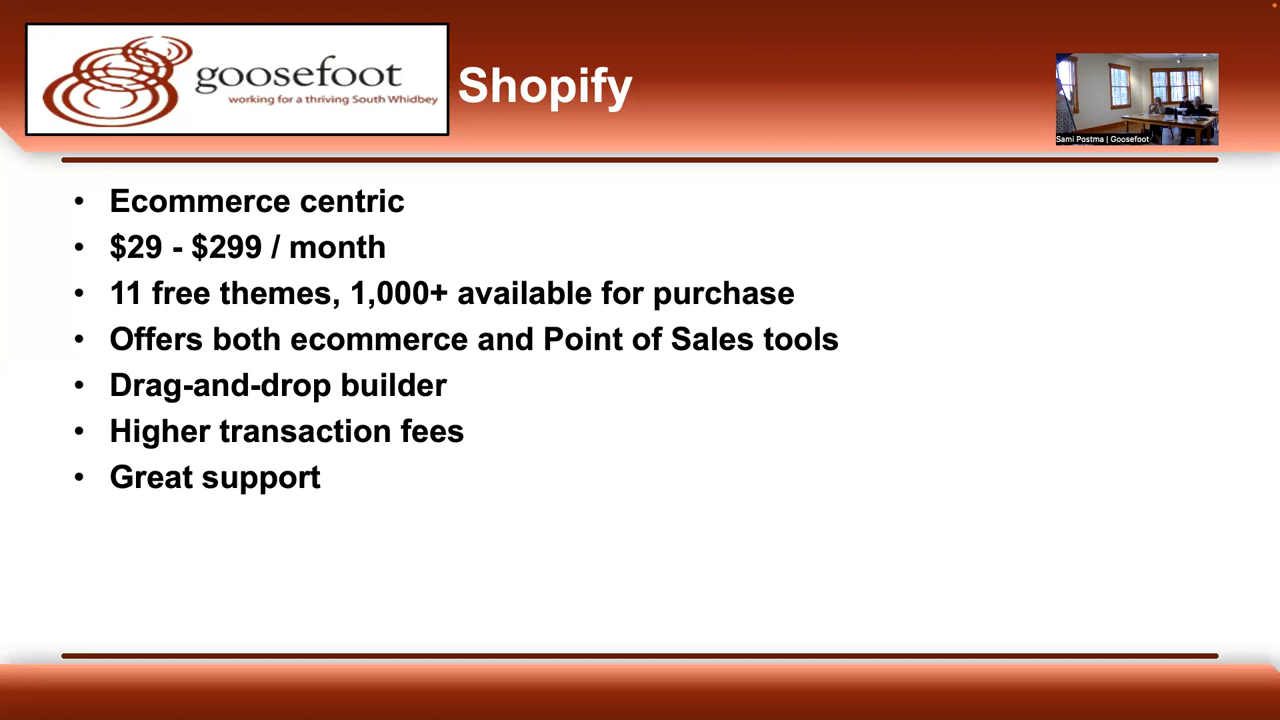 goosefoot
working for a thriving South Whidbey
Shopify
Sami Postma | Goosefoot
• Ecommerce centric
• $29 - $299 / month
• 11 free themes, 1,000+ available for purchase
• Offers both ecommerce and Point of Sales tools
• Drag-and-drop builder
• Higher transaction fees
• Great support